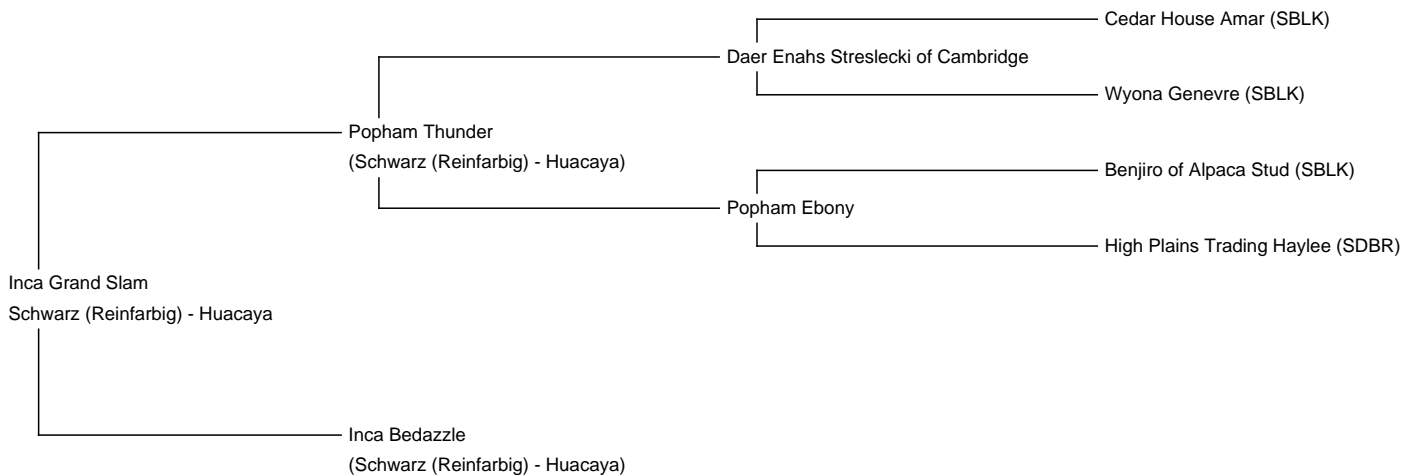 Cedar House Amar (SBLK)
Daer Enahs Streslecki of Cambridge
Wyona Genevre (SBLK)
Popham Thunder
(Schwarz (Reinfarbig) - Huacaya)
Benjiro of Alpaca Stud (SBLK)
Popham Ebony
High Plains Trading Haylee (SDBR)
Inca Grand Slam
Schwarz (Reinfarbig) - Huacaya
Inca Bedazzle
(Schwarz (Reinfarbig) - Huacaya)